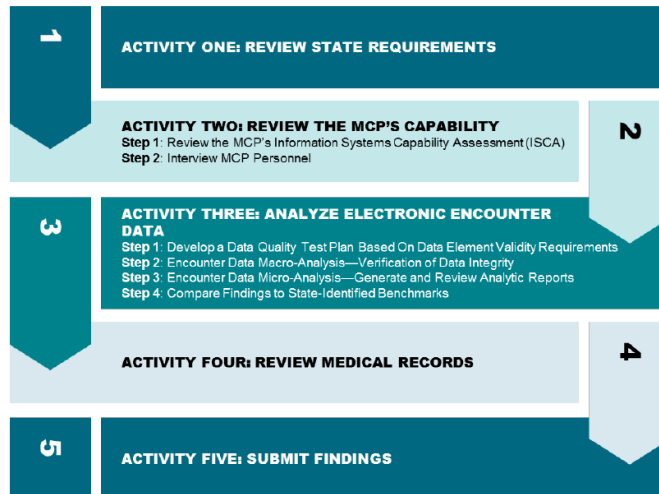 1
ACTIVITY ONE: REVIEW STATE REQUIREMENTS
ACTIVITY TWO: REVIEW THE MCP'S CAPABILITY
Step 1: Review the MCP's Information Systems Capability Assessment (ISCA)
Step 2: Interview MCP Personnel
2
3
ACTIVITY THREE: ANALYZE ELECTRONIC ENCOUNTER
DATA
Step 1: Develop a Data Quality Test Plan Based On Data Element Validity Requirements
Step 2: Encounter Data Macro-Analysis—Verification of Data Integrity
Step 3: Encounter Data Micro-Analysis—Generate and Review Analytic Reports
Step 4: Compare Findings to State-Identified Benchmarks
ACTIVITY FOUR: REVIEW MEDICAL RECORDS
4
5
ACTIVITY FIVE: SUBMIT FINDINGS